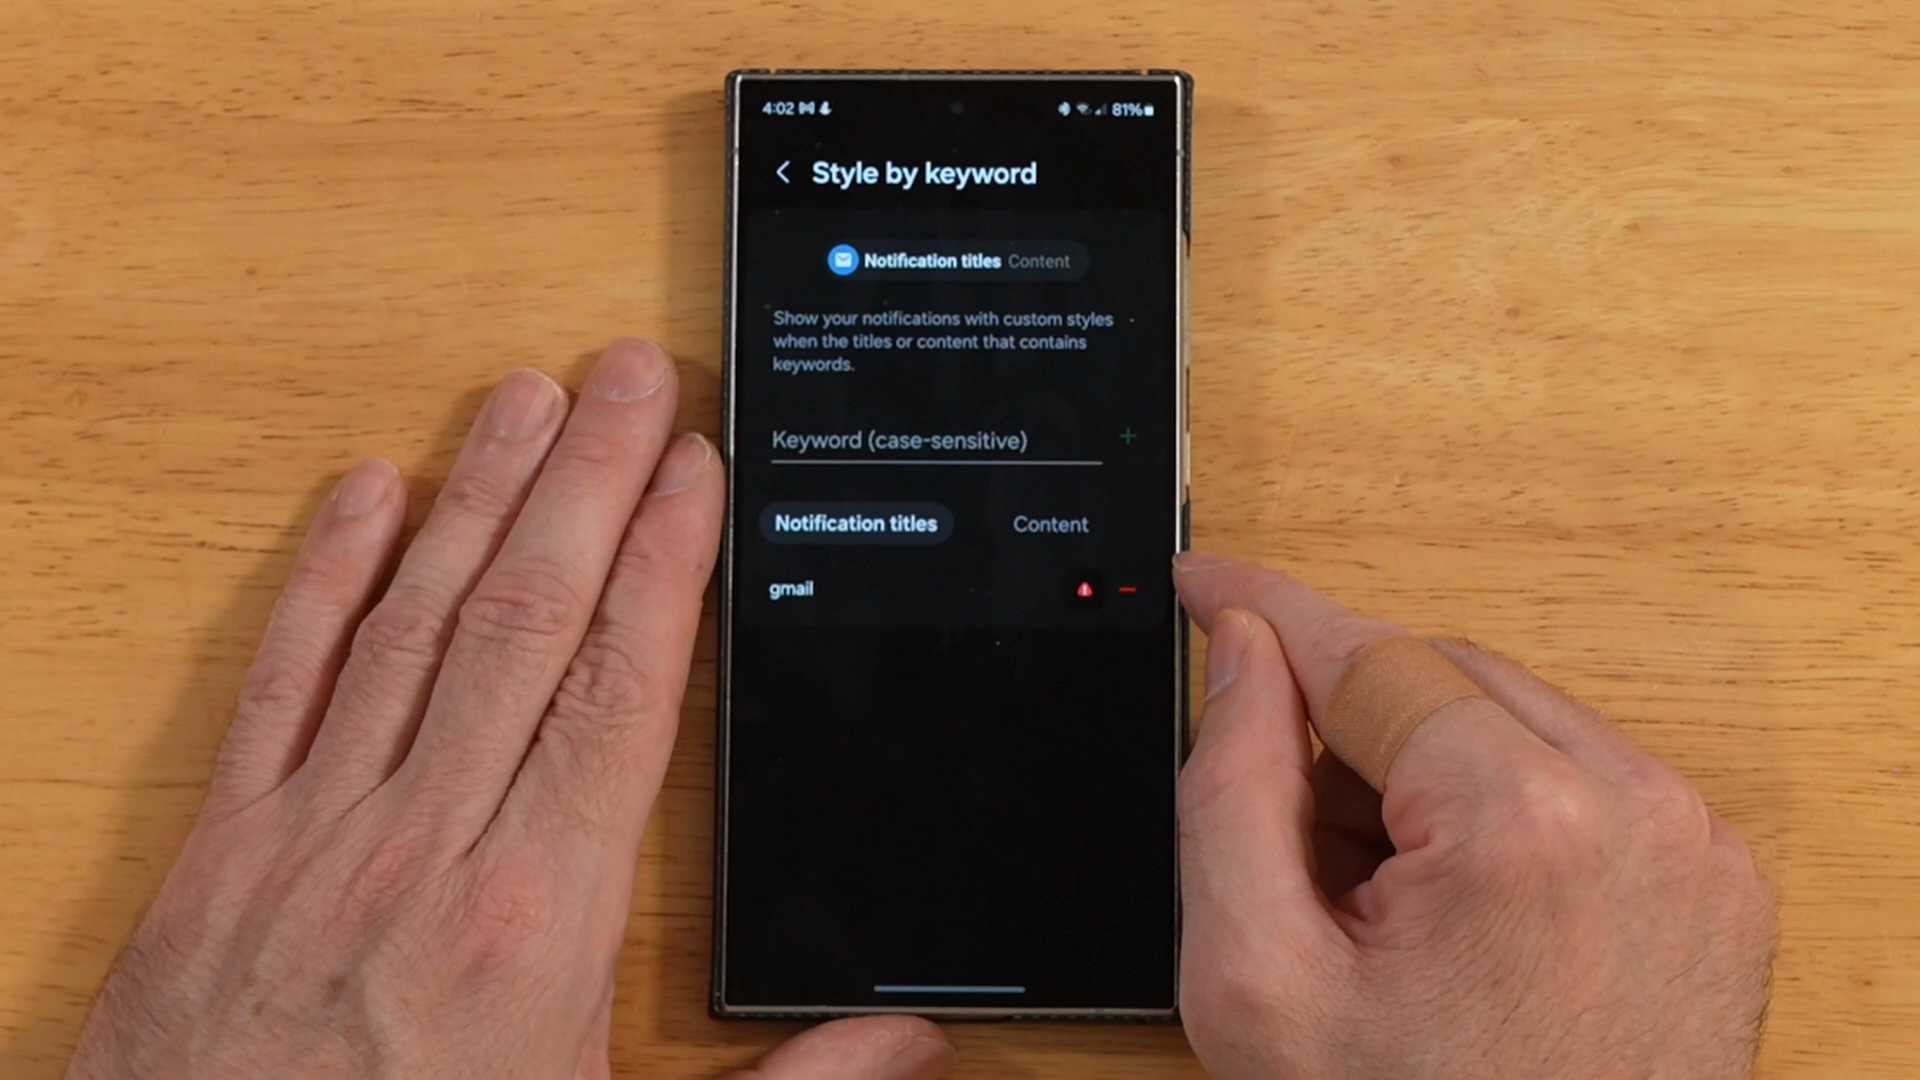 4:02
81%
Style by keyword
Notification titles Content
Show your notifications with custom styles
when the titles or content that contains
keywords.
Keyword (case-sensitive)
Notification titles
Content
gmail